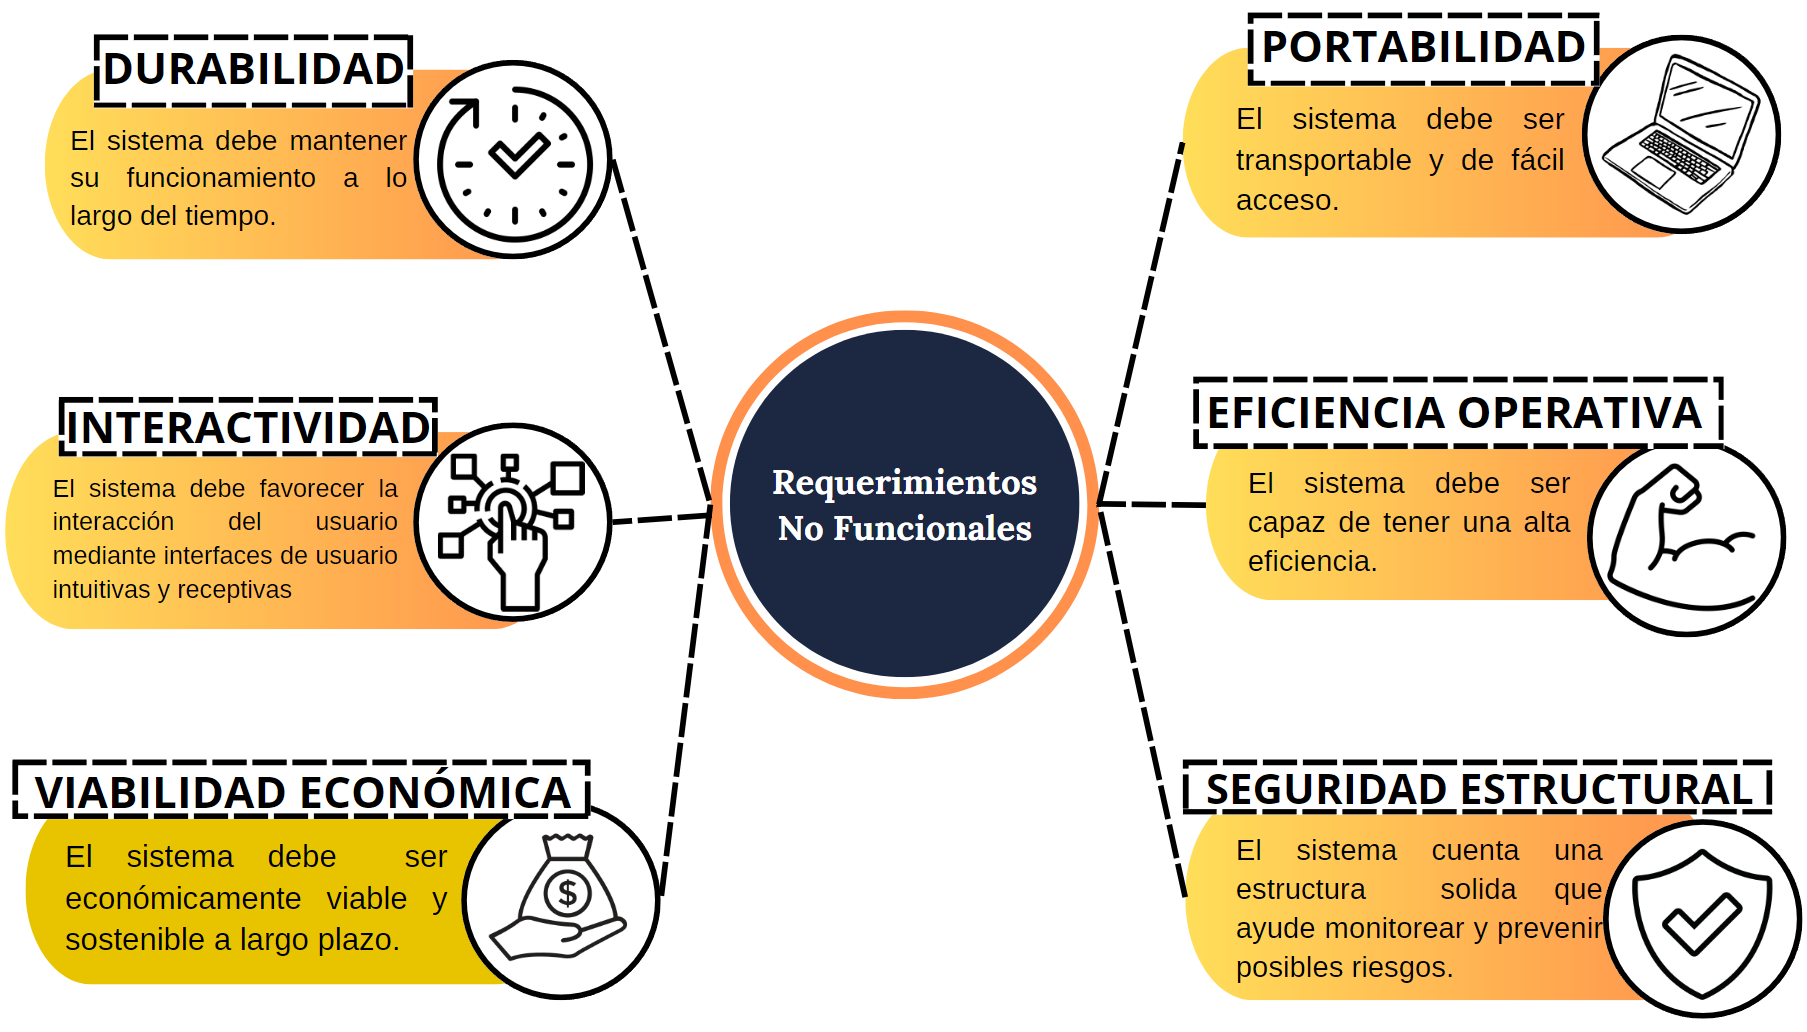 DURABILIDAD
El sistema debe mantener
su funcionamiento a lo
largo del tiempo.
INTERACTIVIDAD
El sistema debe favorecer la
interacción del usuario
mediante interfaces de usuario
intuitivas y receptivas
VIABILIDAD ECONÓMICA
El sistema debe ser
económicamente viable y
sostenible a largo plazo.
$
Requerimientos
No Funcionales
PORTABILIDAD
El sistema debe ser
transportable y de fácil
acceso.
EFICIENCIA OPERATIVA
El sistema debe ser
capaz de tener una alta
eficiencia.
SEGURIDAD ESTRUCTURAL
El sistema cuenta una
estructura solida que
ayude monitorear y prevenir
posibles riesgos.